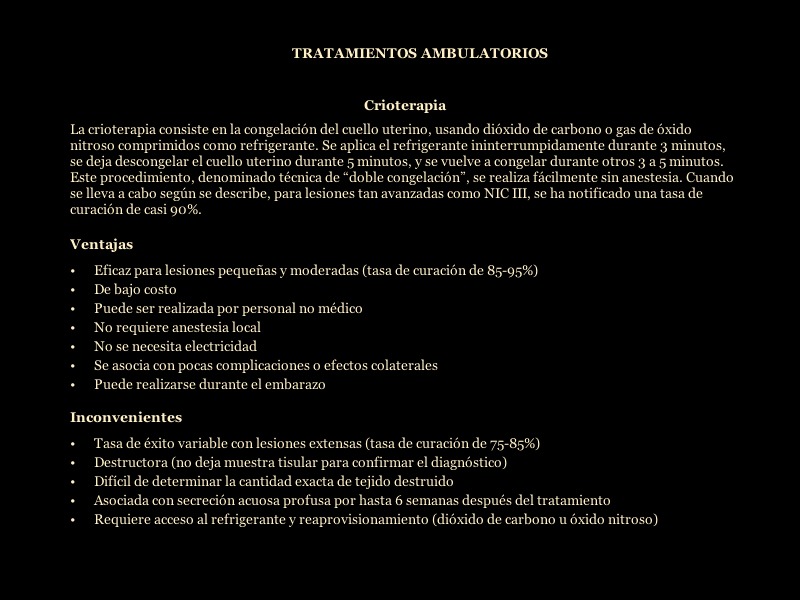 TRATAMIENTOS AMBULATORIOS
Crioterapia
La crioterapia consiste en la congelación del cuello uterino, usando dióxido de carbono o gas de óxido
nitroso comprimidos como refrigerante. Se aplica el refrigerante ininterrumpidamente durante 3 minutos,
se deja descongelar el cuello uterino durante 5 minutos, y se vuelve a congelar durante otros 3 a 5 minutos.
Este procedimiento, denominado técnica de “doble congelación”, se realiza fácilmente sin anestesia. Cuando
se lleva a cabo según se describe, para lesiones tan avanzadas como NIC III, se ha notificado una tasa de
curación de casi 90%.
Ventajas
• Eficaz para lesiones pequeñas y moderadas (tasa de curación de 85-95%)
• De bajo costo
• Puede ser realizada por personal no médico
• No requiere anestesia local
• No se necesita electricidad
• Se asocia con pocas complicaciones o efectos colaterales
• Puede realizarse durante el embarazo
Inconvenientes
• Tasa de éxito variable con lesiones extensas (tasa de curación de 75-85%)
• Destructora (no deja muestra tisular para confirmar el diagnóstico)
• Difícil de determinar la cantidad exacta de tejido destruido
• Asociada con secreción acuosa profusa por hasta 6 semanas después del tratamiento
• Requiere acceso al refrigerante y reaprovisionamiento (dióxido de carbono u óxido nitroso)